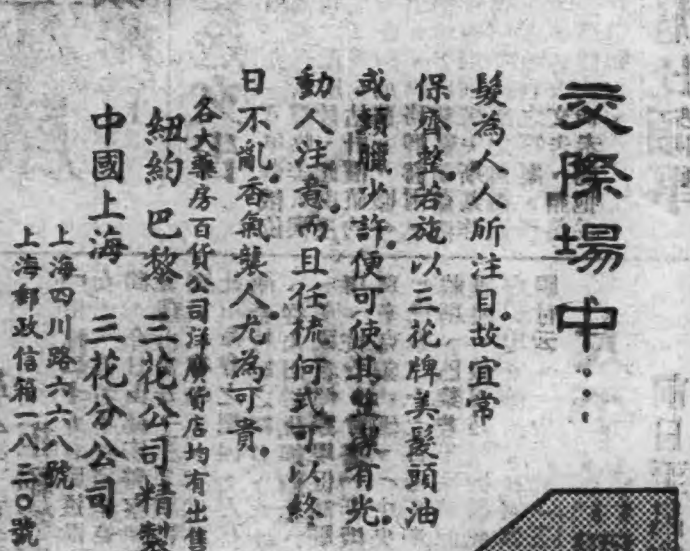 交際場中…
髮為人人所注目。故宜常
保齊整。若施以三花牌美髮頭油
或頭臘少許。便可使其整潔有光。
動人注意。而且任梳何式可以終
日不亂。香氣襲人。尤為可貴。
各大藥房百貨公司洋廣貨店均有出售
紐約 巴黎 三花公司精製
中國上海 三花分公司
上海四川路六六八號
上海郵政信箱一八三〇號